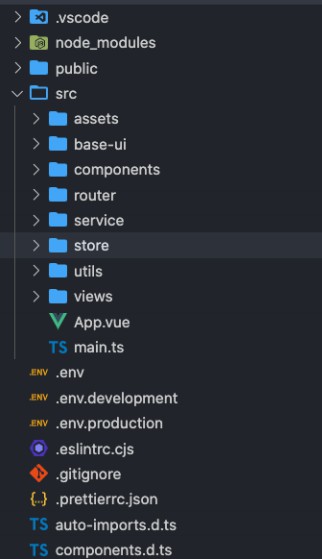 .vscode
node_modules
public
src
assets
base-ui
components
router
service
store
utils
views
App.vue
TS main.ts
.ENV .env
.ENV .env.development
.ENV .env.production
.eslintrc.cjs
.gitignore
{..} .prettierrc.json
TS auto-imports.d.ts
TS components.d.ts